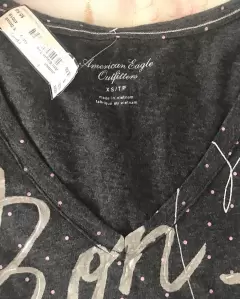 American Eagle
Outfitters
XS/TP
made in vietnam
fabriqué au vietnam
Bon